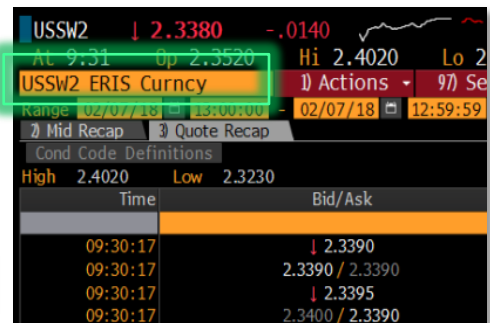 USSW2 ↓ 2.3380 -.0140
At 9:31 Op 2.3520 Hi 2.4020 Lo 2
USSW2 ERIS Curncy 1) Actions 97) Se
Range 02/07/18 13:00:00 - 02/07/18 12:59:59
2) Mid Recap 3) Quote Recap
Cond Code Definitions
High 2.4020 Low 2.3230
Time Bid/Ask
09:30:17 ↓ 2.3390
09:30:17 2.3390 / 2.3390
09:30:17 ↓ 2.3395
09:30:17 2.3400 / 2.3390